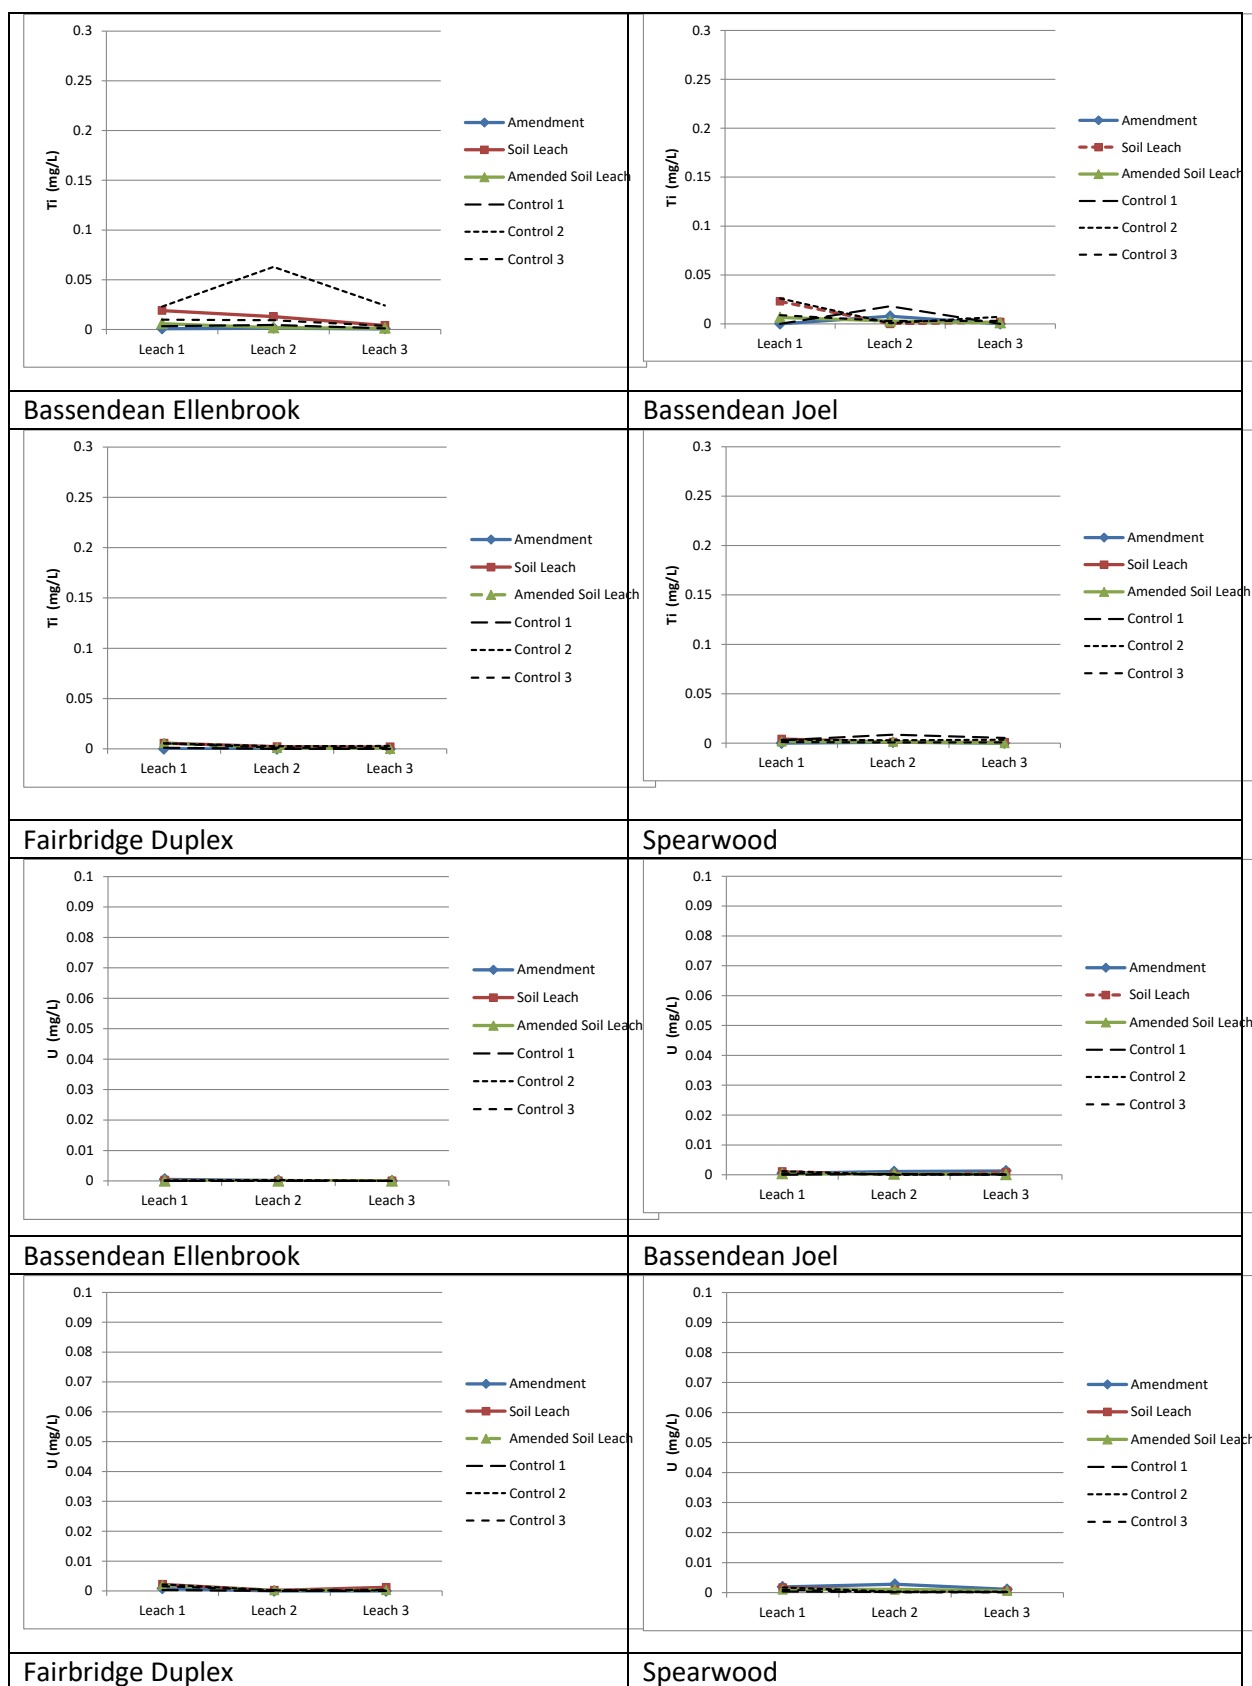 0.3
0.25
0.2
0.15
0.1
0.05
0
Ti (mg/L)
Leach 1 Leach 2 Leach 3
Amendment
Soil Leach
Amended Soil Leach
Control 1
Control 2
Control 3
0.3
0.25
0.2
0.15
0.1
0.05
0
Ti (mg/L)
Leach 1 Leach 2 Leach 3
Amendment
Soil Leach
Amended Soil Leach
Control 1
Control 2
Control 3
Bassendean Ellenbrook
Bassendean Joel
0.3
0.25
0.2
0.15
0.1
0.05
0
Ti (mg/L)
Leach 1 Leach 2 Leach 3
Amendment
Soil Leach
Amended Soil Leach
Control 1
Control 2
Control 3
0.3
0.25
0.2
0.15
0.1
0.05
0
Ti (mg/L)
Leach 1 Leach 2 Leach 3
Amendment
Soil Leach
Amended Soil Leach
Control 1
Control 2
Control 3
Fairbridge Duplex
Spearwood
0.1
0.09
0.08
0.07
0.06
0.05
0.04
0.03
0.02
0.01
0
U (mg/L)
Leach 1 Leach 2 Leach 3
Amendment
Soil Leach
Amended Soil Leach
Control 1
Control 2
Control 3
0.1
0.09
0.08
0.07
0.06
0.05
0.04
0.03
0.02
0.01
0
U (mg/L)
Leach 1 Leach 2 Leach 3
Amendment
Soil Leach
Amended Soil Leach
Control 1
Control 2
Control 3
Bassendean Ellenbrook
Bassendean Joel
0.1
0.09
0.08
0.07
0.06
0.05
0.04
0.03
0.02
0.01
0
U (mg/L)
Leach 1 Leach 2 Leach 3
Amendment
Soil Leach
Amended Soil Leach
Control 1
Control 2
Control 3
0.1
0.09
0.08
0.07
0.06
0.05
0.04
0.03
0.02
0.01
0
U (mg/L)
Leach 1 Leach 2 Leach 3
Amendment
Soil Leach
Amended Soil Leach
Control 1
Control 2
Control 3
Fairbridge Duplex
Spearwood